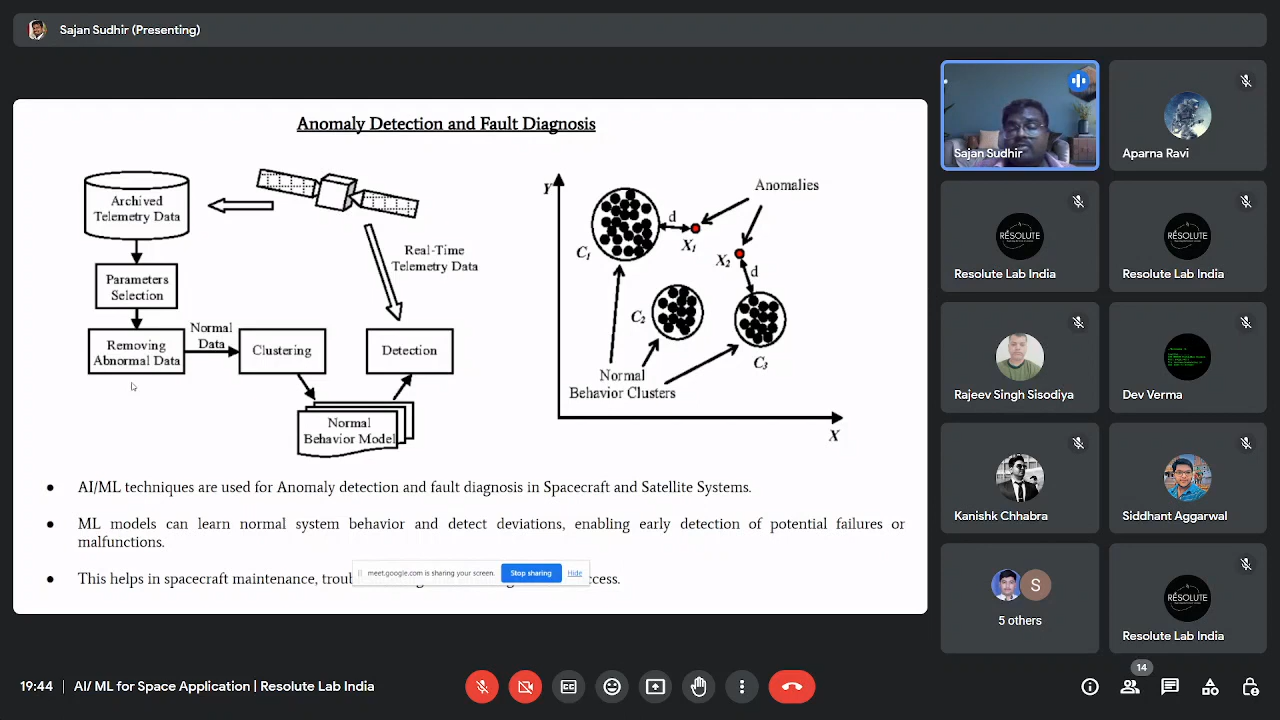 Sajan Sudhir (Presenting)
Anomaly Detection and Fault Diagnosis
Archived
Telemetry Data
Real-Time
Telemetry Data
Parameters
Selection
Removing
Abnormal Data
Normal
Data
Clustering
Detection
Normal
Behavior Model
Y
Anomalies
d
C1
X1
X2
d
C2
C3
Normal
Behavior Clusters
X
● AI/ML techniques are used for Anomaly detection and fault diagnosis in Spacecraft and Satellite Systems.
● ML models can learn normal system behavior and detect deviations, enabling early detection of potential failures or
malfunctions.
● This helps in spacecraft maintenance,
meet.google.com is sharing your screen.
Stop sharing
Hide
Sajan Sudhir
Aparna Ravi
RÉSOLUTE
Resolute Lab India
RÉSOLUTE
Resolute Lab India
Rajeev Singh Sisodiya
Dev Verma
Kanishk Chhabra
Siddhant Aggarwal
S
5 others
RÉSOLUTE
Resolute Lab India
19:44 | AI/ ML for Space Application | Resolute Lab India
14